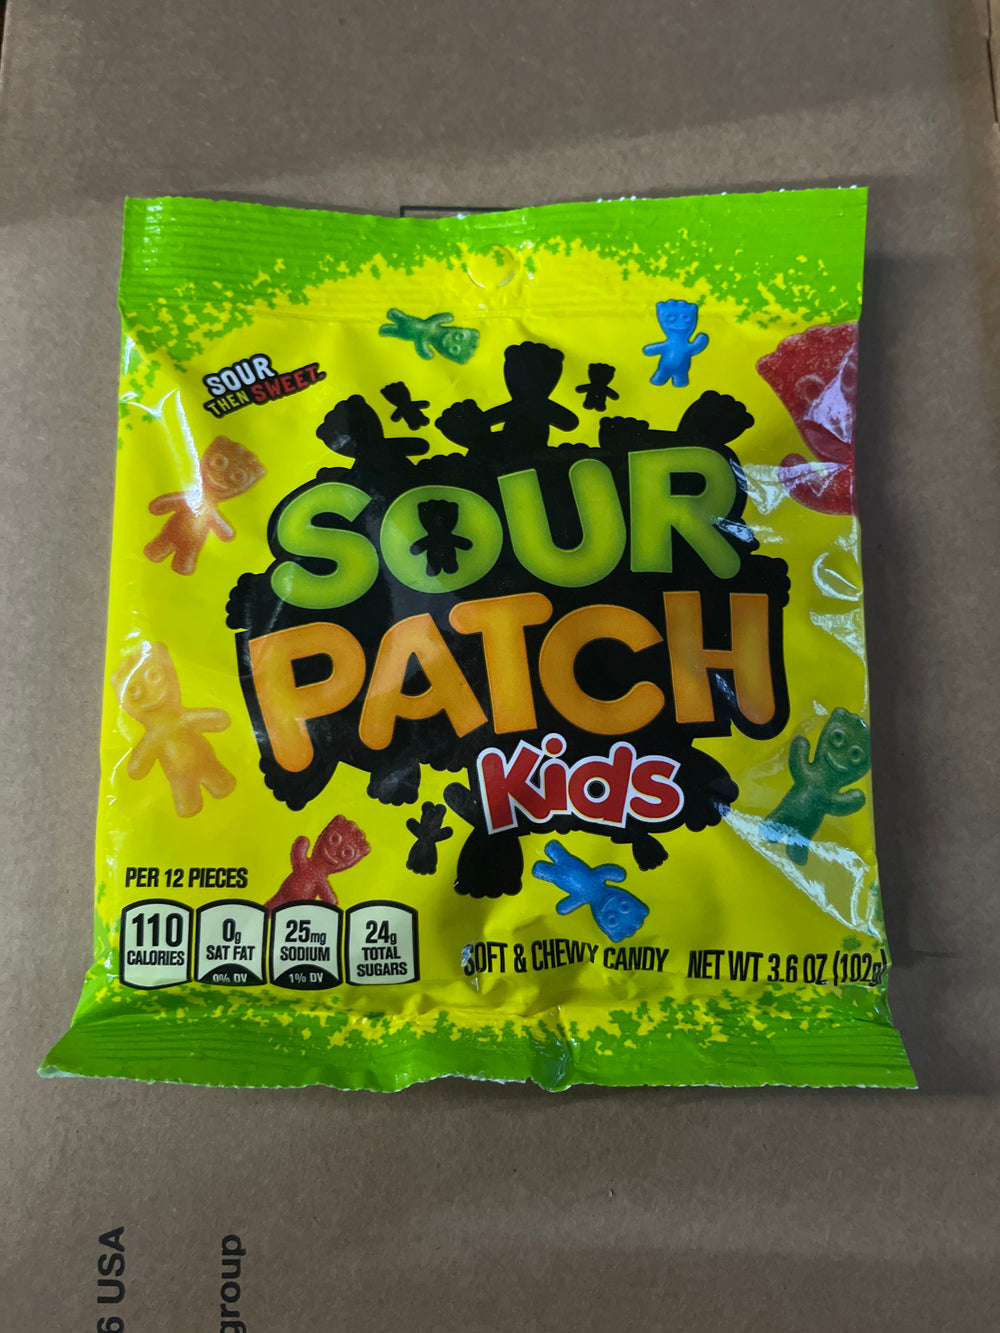 SOUR
THEN SWEET.
SOUR
PATCH
Kids
PER 12 PIECES
110
CALORIES
0g
SAT FAT
0% DV
25mg
SODIUM
1% DV
24g
TOTAL
SUGARS
SOFT & CHEWY CANDY NET WT 3.6 OZ (102g)
6 USA
group